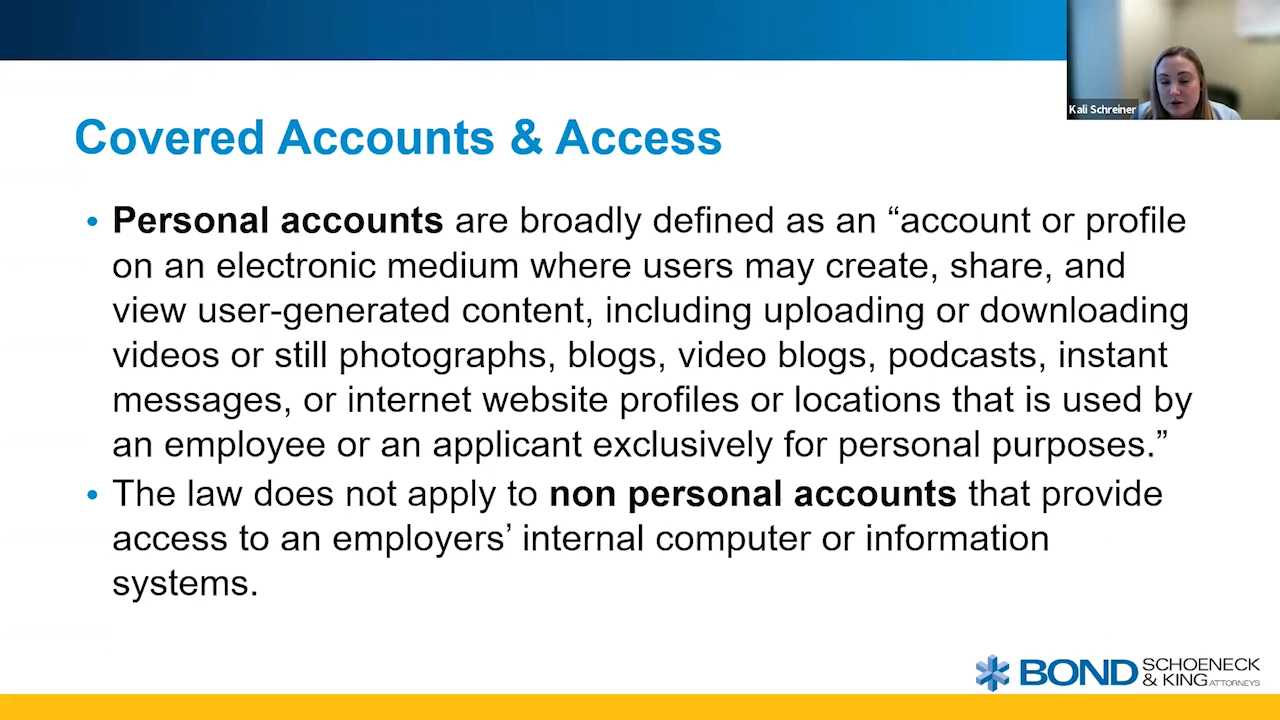 Kali Schreiner
Covered Accounts & Access
• Personal accounts are broadly defined as an “account or profile
on an electronic medium where users may create, share, and
view user-generated content, including uploading or downloading
videos or still photographs, blogs, video blogs, podcasts, instant
messages, or internet website profiles or locations that is used by
an employee or an applicant exclusively for personal purposes.”
• The law does not apply to non personal accounts that provide
access to an employers’ internal computer or information
systems.
BOND SCHOENECK
& KING ATTORNEYS